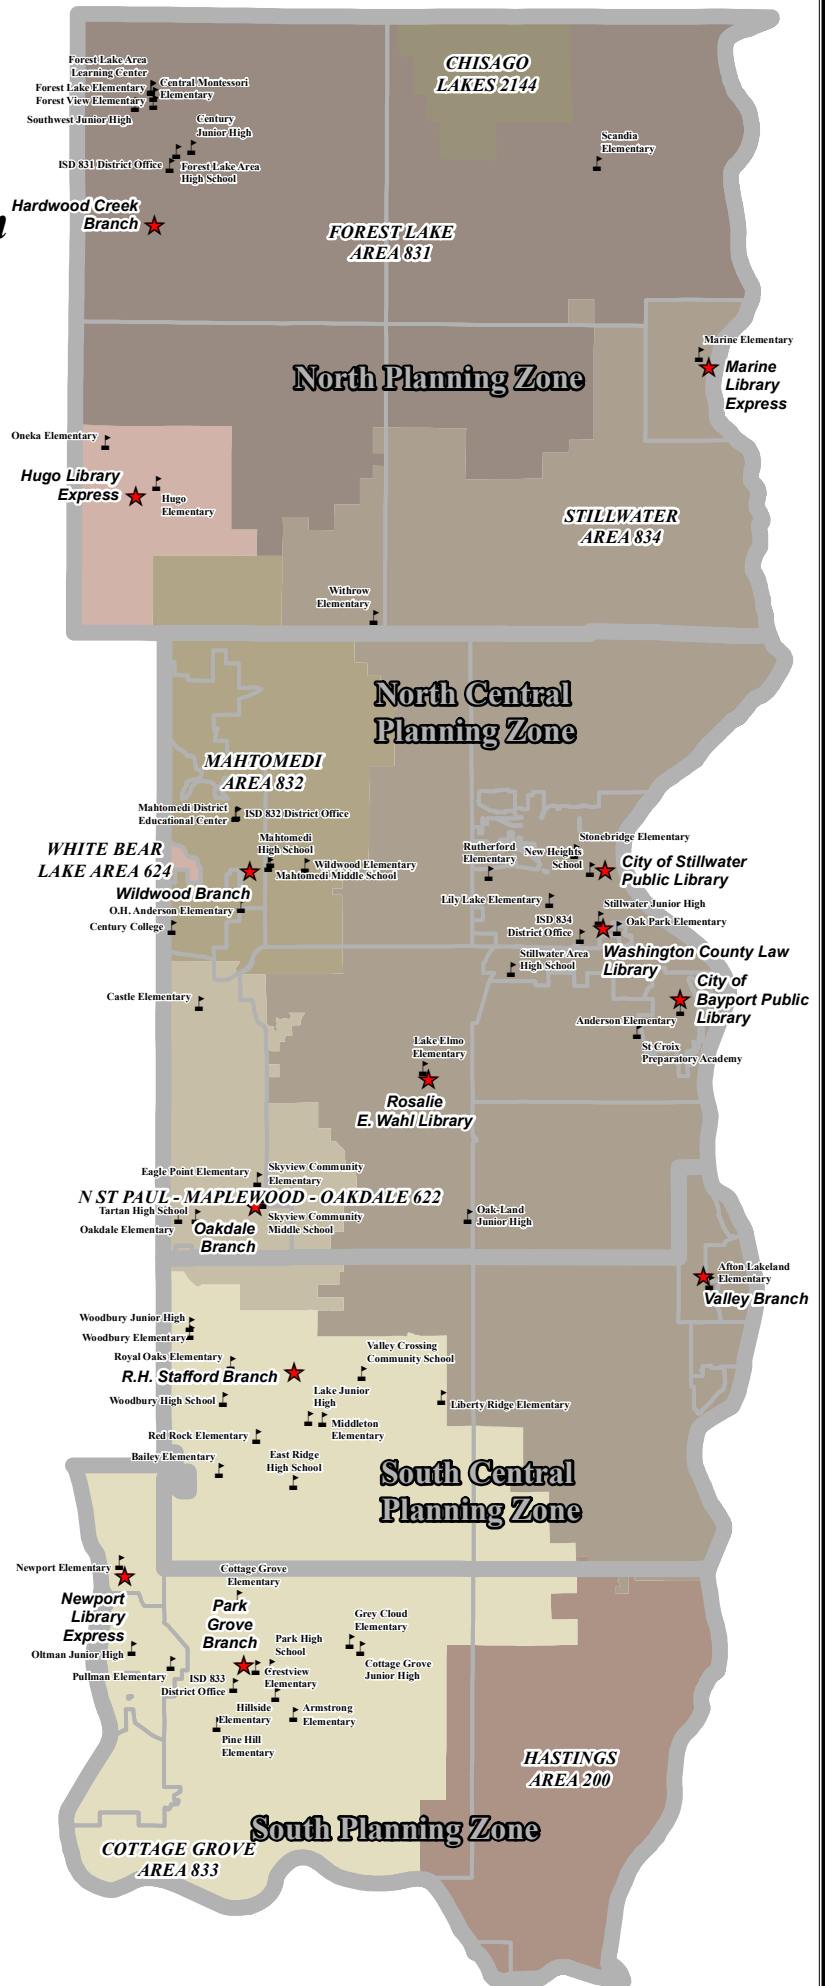 CHISAGO
LAKES 2144
Forest Lake Area
Learning Center
Forest Lake Elementary
Central Montessori
Elementary
Forest View Elementary
Southwest Junior High
Century
Junior High
ISD 831 District Office
Forest Lake Area
High School
Scandia
Elementary
Hardwood Creek
Branch
FOREST LAKE
AREA 831
North Planning Zone
Marine Elementary
Marine
Library
Express
Oneka Elementary
Hugo Library
Express
Hugo
Elementary
STILLWATER
AREA 834
Withrow
Elementary
North Central
Planning Zone
MAHTOMEDI
AREA 832
Mahtomedi District
Educational Center
ISD 832 District Office
Mahtomedi
High School
WHITE BEAR
LAKE AREA 624
Wildwood Elementary
Mahtomedi Middle School
Wildwood Branch
O.H. Anderson Elementary
Century College
Rutherford
Elementary
Stonebridge Elementary
New Heights
School
City of Stillwater
Public Library
Lily Lake Elementary
Stillwater Junior High
ISD 834
District Office
Oak Park Elementary
Stillwater Area
High School
Washington County Law
Library
City of
Bayport Public
Library
Castle Elementary
Anderson Elementary
St Croix
Preparatory Academy
Lake Elmo
Elementary
Rosalie
E. Wahl Library
Eagle Point Elementary
Skyview Community
Elementary
N ST PAUL - MAPLEWOOD - OAKDALE 622
Tartan High School
Oakdale Elementary
Oakdale
Branch
Skyview Community
Middle School
Oak-Land
Junior High
Afton Lakeland
Elementary
Valley Branch
Woodbury Junior High
Woodbury Elementary
Royal Oaks Elementary
R.H. Stafford Branch
Valley Crossing
Community School
Woodbury High School
Lake Junior
High
Middleton
Elementary
Liberty Ridge Elementary
Red Rock Elementary
Bailey Elementary
East Ridge
High School
South Central
Planning Zone
Newport Elementary
Newport
Library
Express
Cottage Grove
Elementary
Park
Grove
Branch
Grey Cloud
Elementary
Park High
School
Cottage Grove
Junior High
Oltman Junior High
Pullman Elementary
ISD 833
District Office
Crestview
Elementary
Hillside
Elementary
Armstrong
Elementary
Pine Hill
Elementary
HASTINGS
AREA 200
South Planning Zone
COTTAGE GROVE
AREA 833